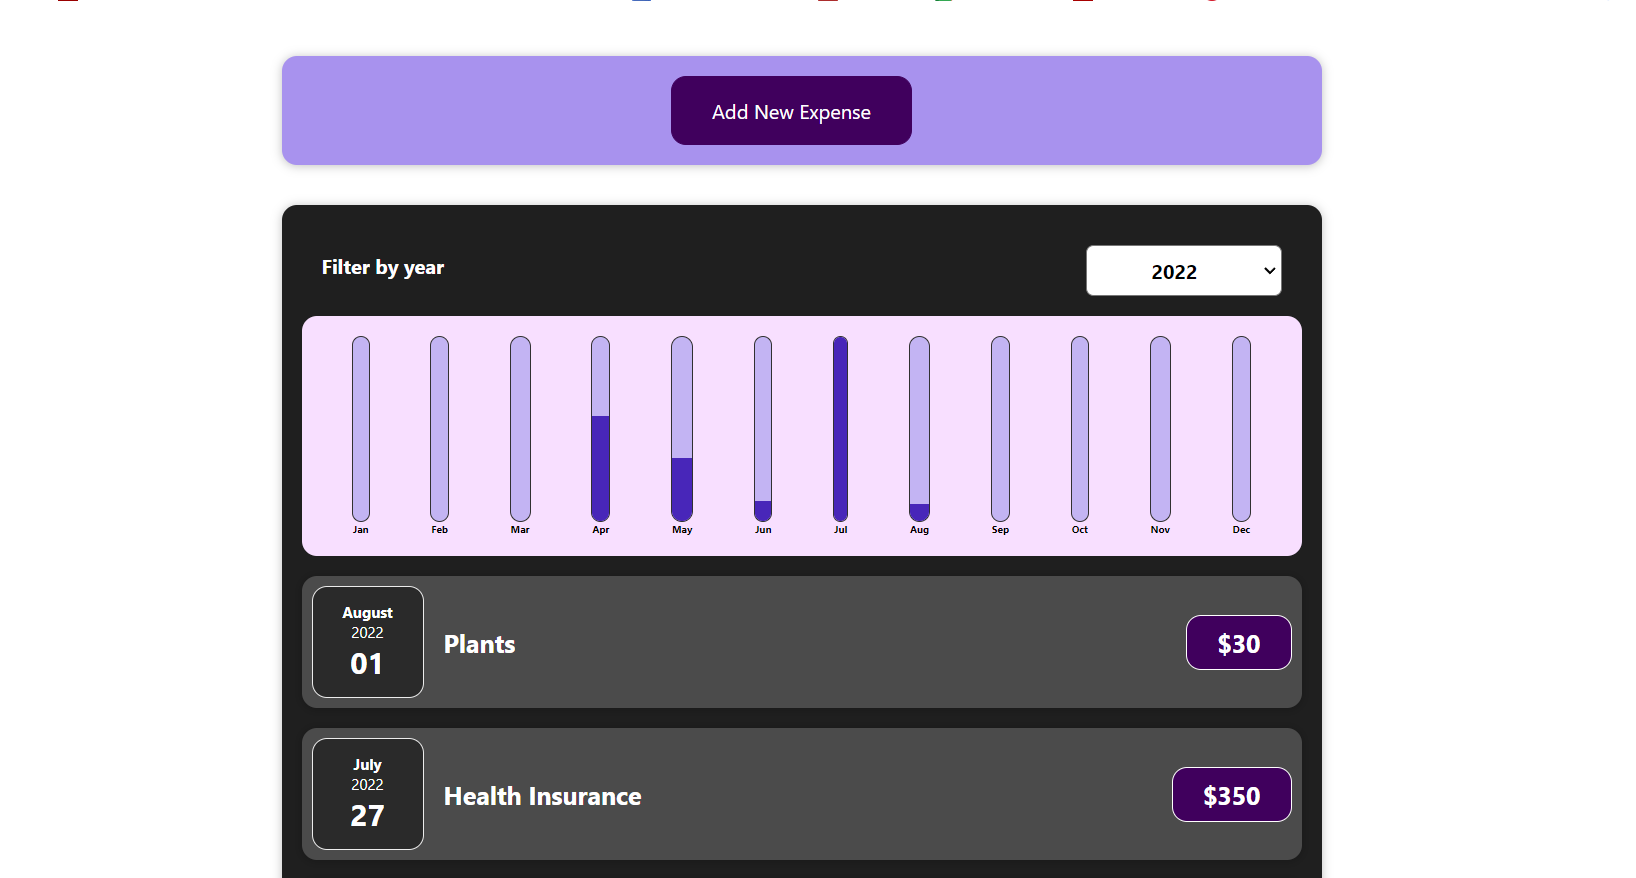 Add New Expense
Filter by year
2022
Jan Feb Mar Apr May Jun Jul Aug Sep Oct Nov Dec
August
2022
01
Plants
$30
July
2022
27
Health Insurance
$350